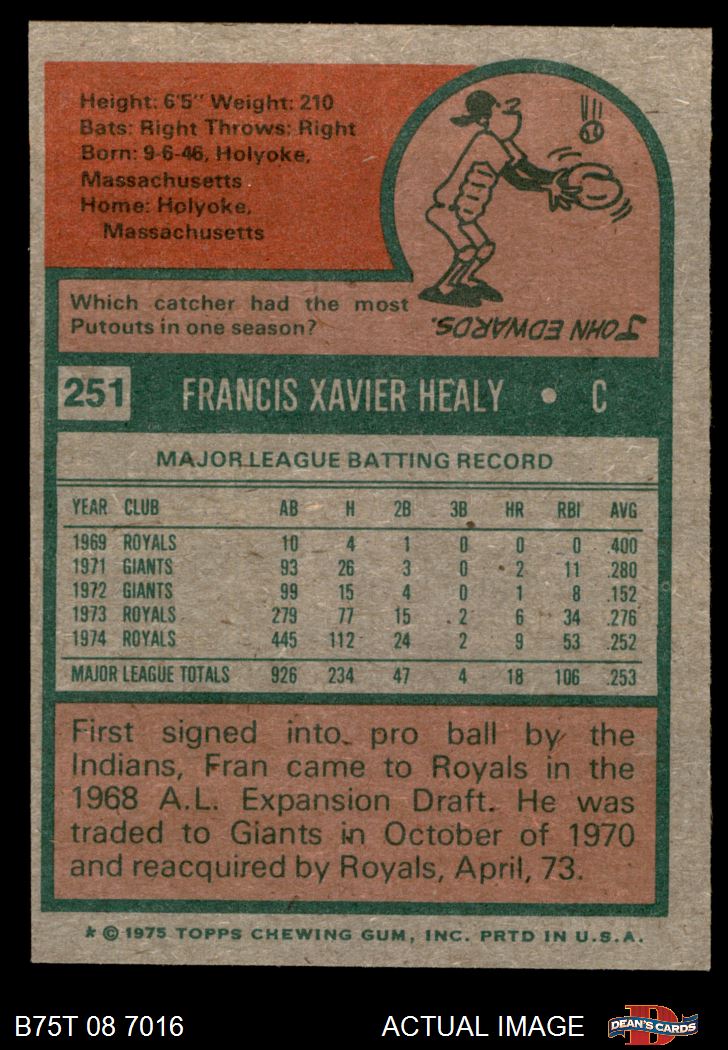 Height: 6'5" Weight: 210
Bats: Right Throws: Right
Born: 9-6-46, Holyoke,
Massachusetts
Home: Holyoke,
Massachusetts
Which catcher had the most
Putouts in one season?
JOHN EDWARDS.
251 FRANCIS XAVIER HEALY • C
MAJOR LEAGUE BATTING RECORD
YEAR CLUB AB H 2B 3B HR RBI AVG
1969 ROYALS 10 4 1 0 0 0 .400
1971 GIANTS 93 26 3 0 2 11 .280
1972 GIANTS 99 15 4 0 1 8 .152
1973 ROYALS 279 77 15 2 6 34 .276
1974 ROYALS 445 112 24 2 9 53 .252
MAJOR LEAGUE TOTALS 926 234 47 4 18 106 .253
First signed into pro ball by the
Indians, Fran came to Royals in the
1968 A.L. Expansion Draft. He was
traded to Giants in October of 1970
and reacquired by Royals, April, 73.
* © 1975 TOPPS CHEWING GUM, INC. PRTD IN U.S.A.
B75T 08 7016 ACTUAL IMAGE
D
DEAN'S CARDS